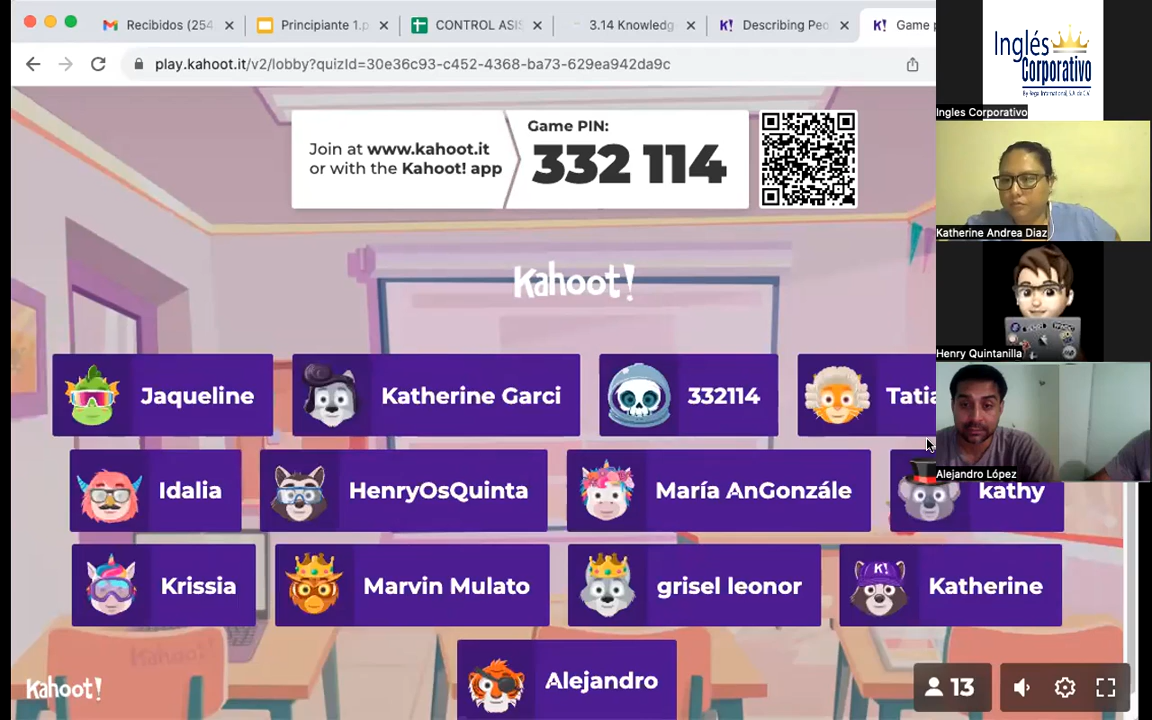 Recibidos (254
Principiante 1.p
CONTROL ASIS
3.14 Knowledg
Describing Peo
Game p
play.kahoot.it/v2/lobby?quizId=30e36c93-c452-4368-ba73-629ea942da9c
Join at www.kahoot.it
or with the Kahoot! app
Game PIN:
332 114
Kahoot!
Jaqueline
Katherine Garci
332114
Tatia
Idalia
HenryOsQuinta
María AnGonzále
kathy
Krissia
Marvin Mulato
grisel leonor
Katherine
Alejandro
Kahoot!
13
Inglés
Corporativo
Ingles Corporativo
Katherine Andrea Diaz
Henry Quintanilla
Alejandro López